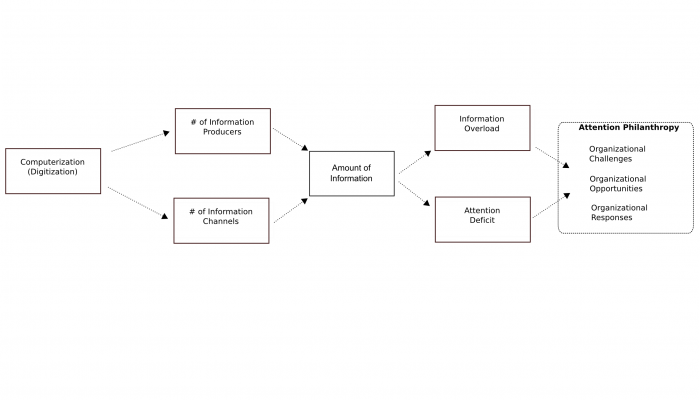 Computerization
(Digitization)
# of Information
Producers
# of Information
Channels
Amount of
Information
Information
Overload
Attention
Deficit
Attention Philanthropy
Organizational
Challenges
Organizational
Opportunities
Organizational
Responses